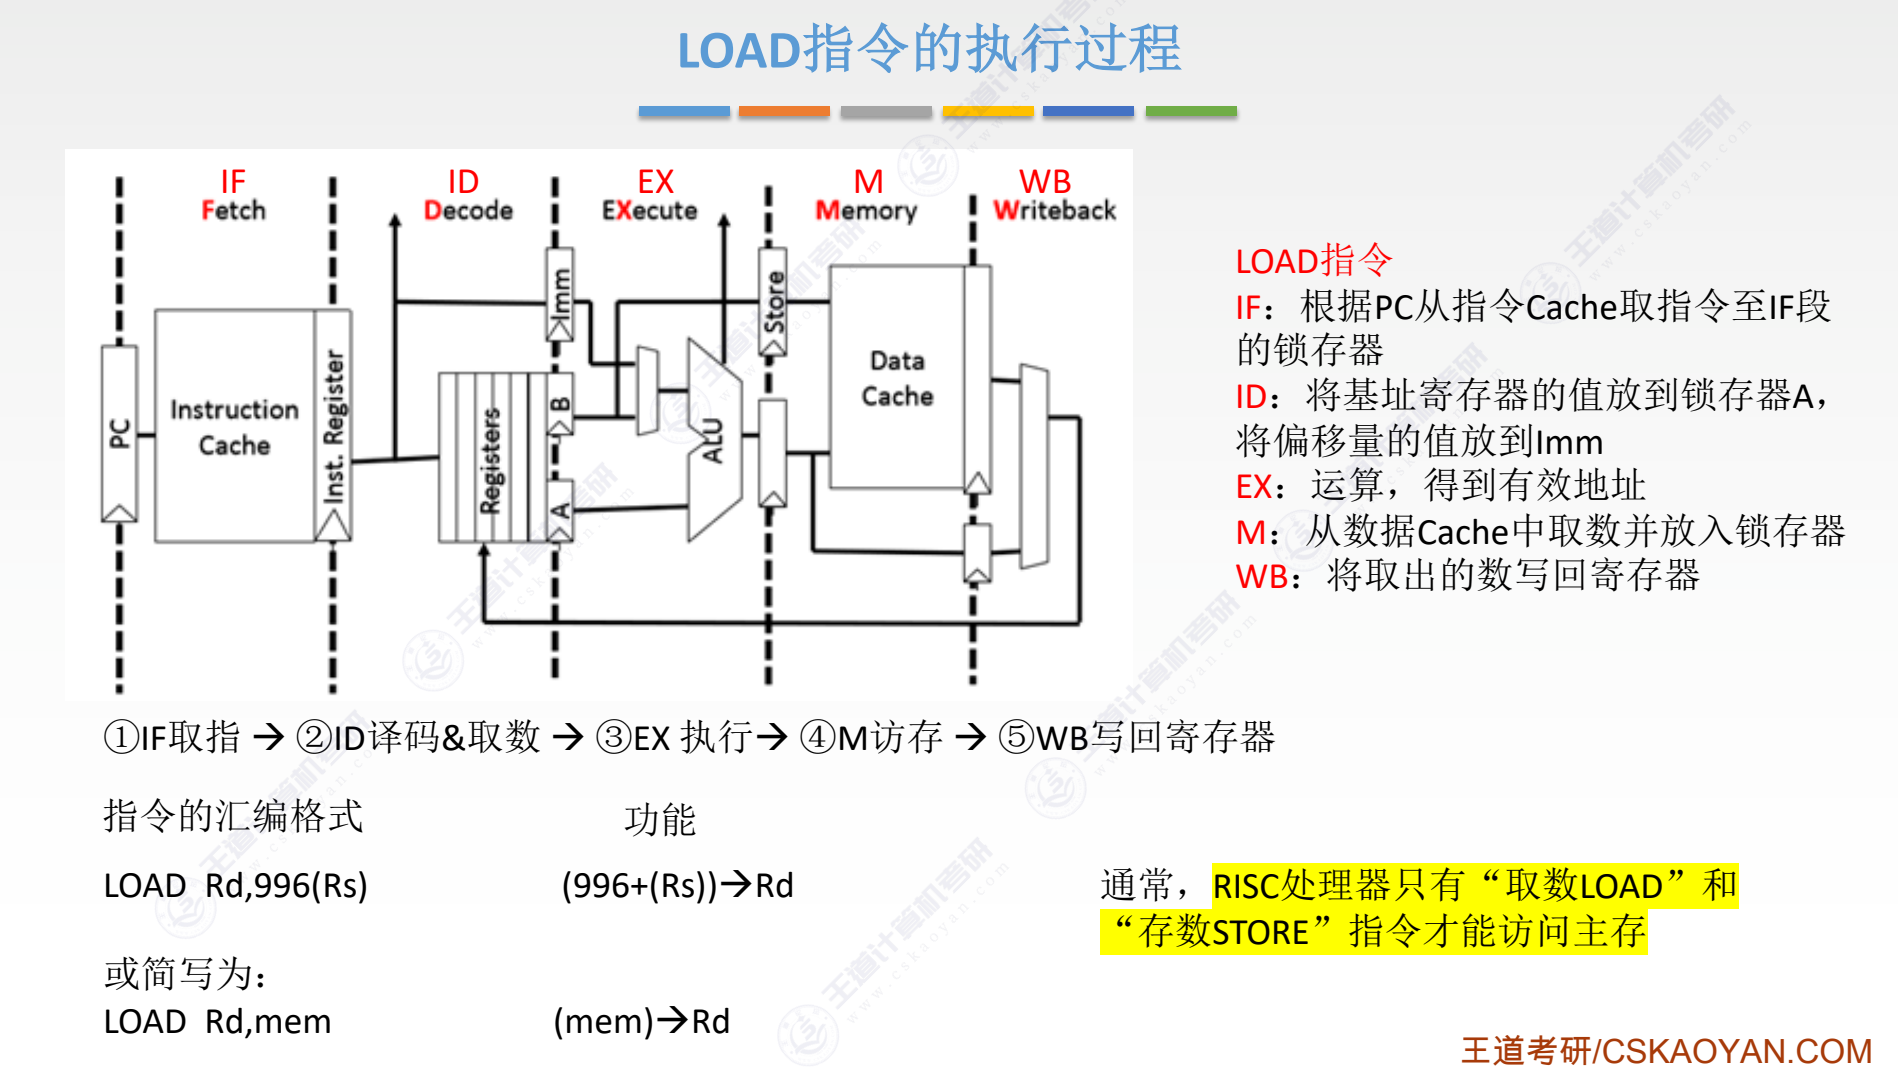 LOAD指令的执行过程
IF
Fetch
ID
Decode
EX
EXecute
M
Memory
WB
Writeback
PC
Instruction
Cache
Inst. Register
Registers
Imm
B
A
ALU
Store
Data
Cache
LOAD指令
IF：根据PC从指令Cache取指令至IF段
的锁存器
ID：将基址寄存器的值放到锁存器A，
将偏移量的值放到Imm
EX：运算，得到有效地址
M：从数据Cache中取数并放入锁存器
WB：将取出的数写回寄存器
①IF取指 → ②ID译码&取数 → ③EX 执行→ ④M访存 → ⑤WB写回寄存器
指令的汇编格式 功能
LOAD Rd,996(Rs) (996+(Rs))→Rd
或简写为：
LOAD Rd,mem (mem)→Rd
通常，RISC处理器只有“取数LOAD”和
“存数STORE”指令才能访问主存
王道考研/CSKAOYAN.COM
王道计算机考研
www.cskaoyan.com